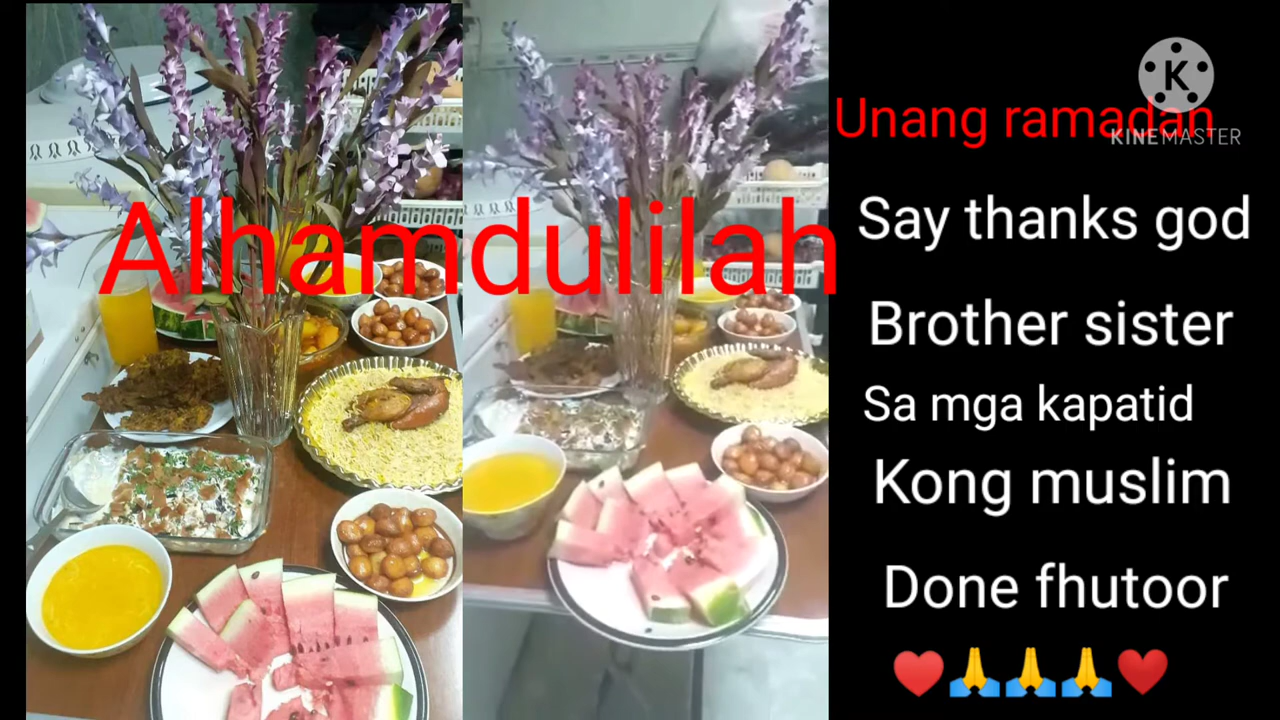 Alhamdulilah
Unang ramadan
KINEMASTER
Say thanks god
Brother sister
Sa mga kapatid
Kong muslim
Done fhutoor
❤️🙏🙏🙏❤️